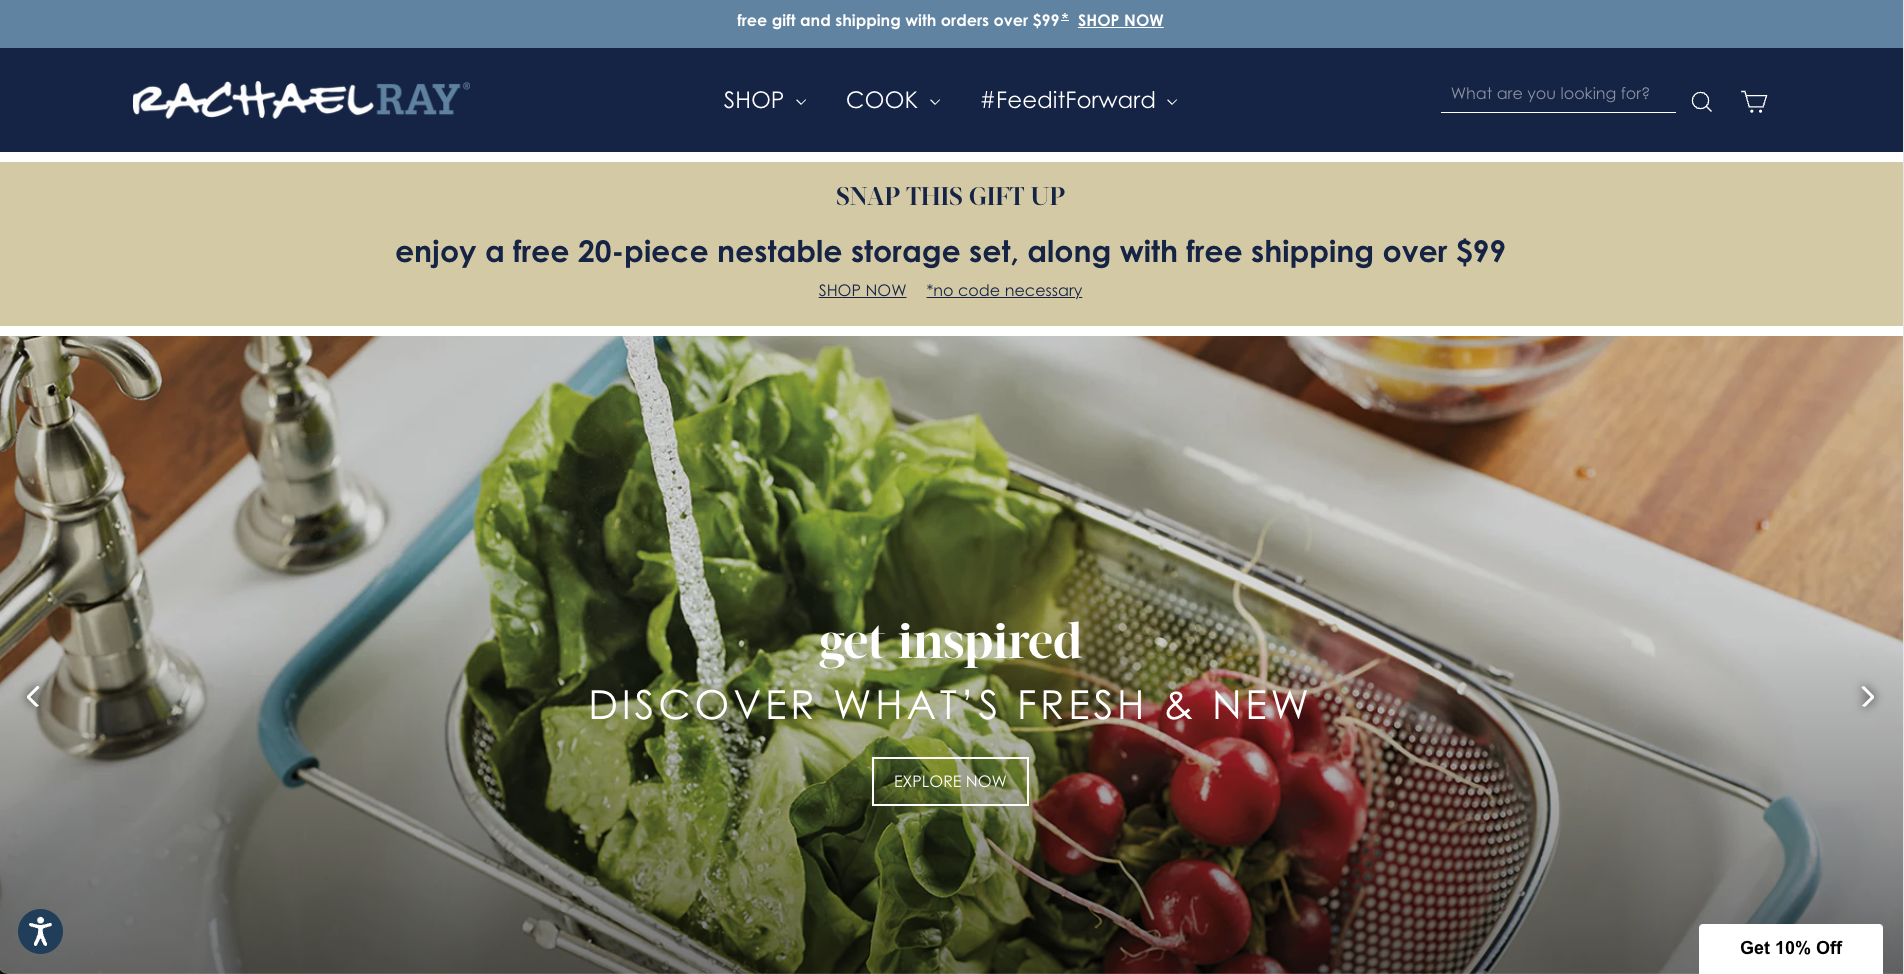 free gift and shipping with orders over $99* SHOP NOW
RACHAELRAY®
SHOP
COOK
#FeeditForward
What are you looking for?
SNAP THIS GIFT UP
enjoy a free 20-piece nestable storage set, along with free shipping over $99
SHOP NOW *no code necessary
get inspired
DISCOVER WHAT'S FRESH & NEW
EXPLORE NOW
Get 10% Off